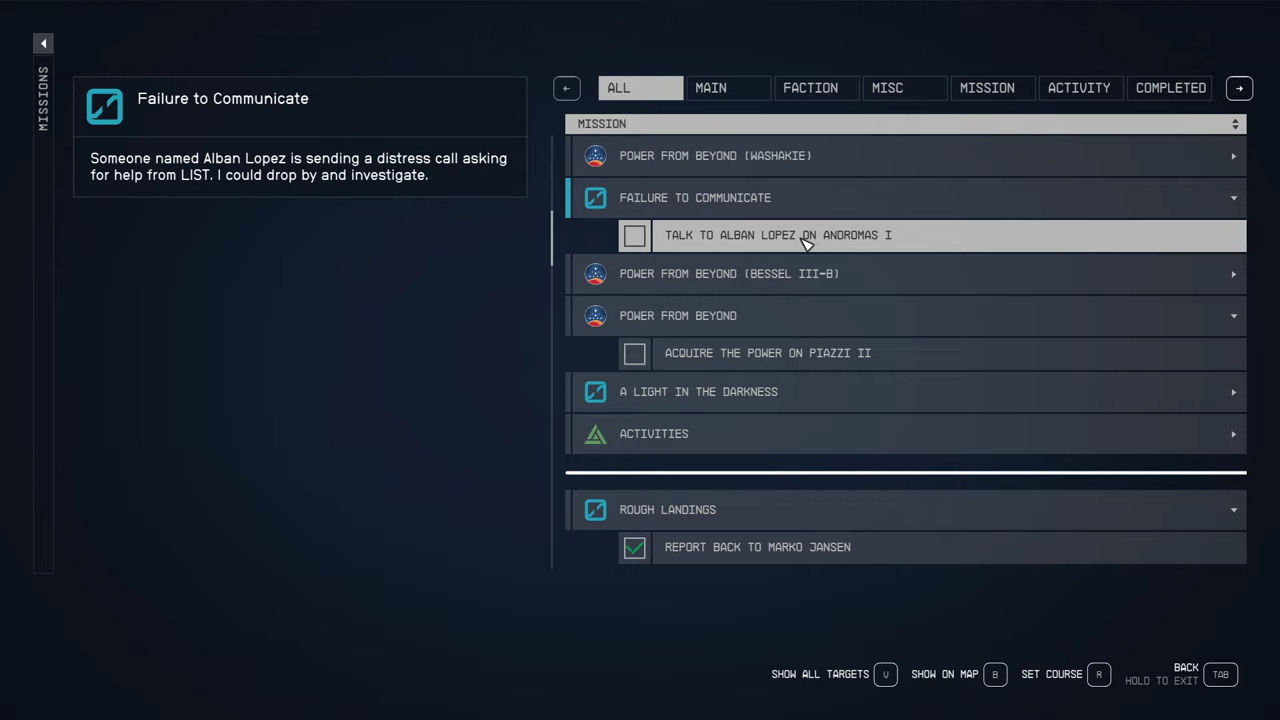 MISSIONS
Failure to Communicate
Someone named Alban Lopez is sending a distress call asking
for help from LIST. I could drop by and investigate.
ALL MAIN FACTION MISC MISSION ACTIVITY COMPLETED
MISSION
POWER FROM BEYOND (WASHAKIE)
FAILURE TO COMMUNICATE
TALK TO ALBAN LOPEZ ON ANDROMAS I
POWER FROM BEYOND (BESSEL III-B)
POWER FROM BEYOND
ACQUIRE THE POWER ON PIAZZI II
A LIGHT IN THE DARKNESS
ACTIVITIES
ROUGH LANDINGS
REPORT BACK TO MARKO JANSEN
SHOW ALL TARGETS V SHOW ON MAP B SET COURSE R BACK TAB
HOLD TO EXIT